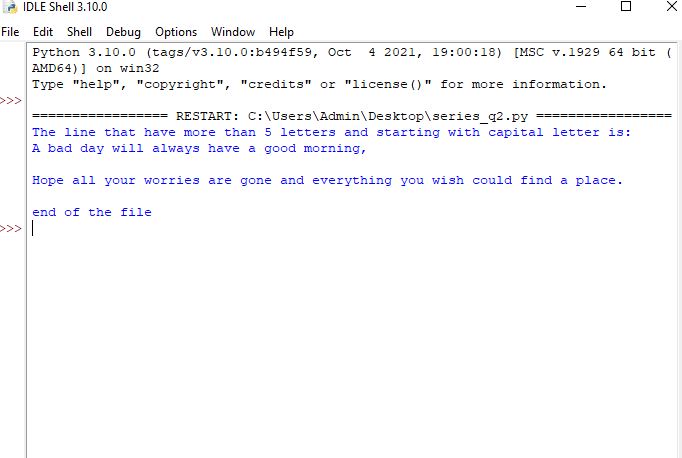 IDLE Shell 3.10.0
File Edit Shell Debug Options Window Help
Python 3.10.0 (tags/v3.10.0:b494f59, Oct  4 2021, 19:00:18) [MSC v.1929 64 bit (
AMD64)] on win32
Type "help", "copyright", "credits" or "license()" for more information.
>>>
================= RESTART: C:\Users\Admin\Desktop\series_q2.py =================
The line that have more than 5 letters and starting with capital letter is:
A bad day will always have a good morning,
Hope all your worries are gone and everything you wish could find a place.
end of the file
>>>